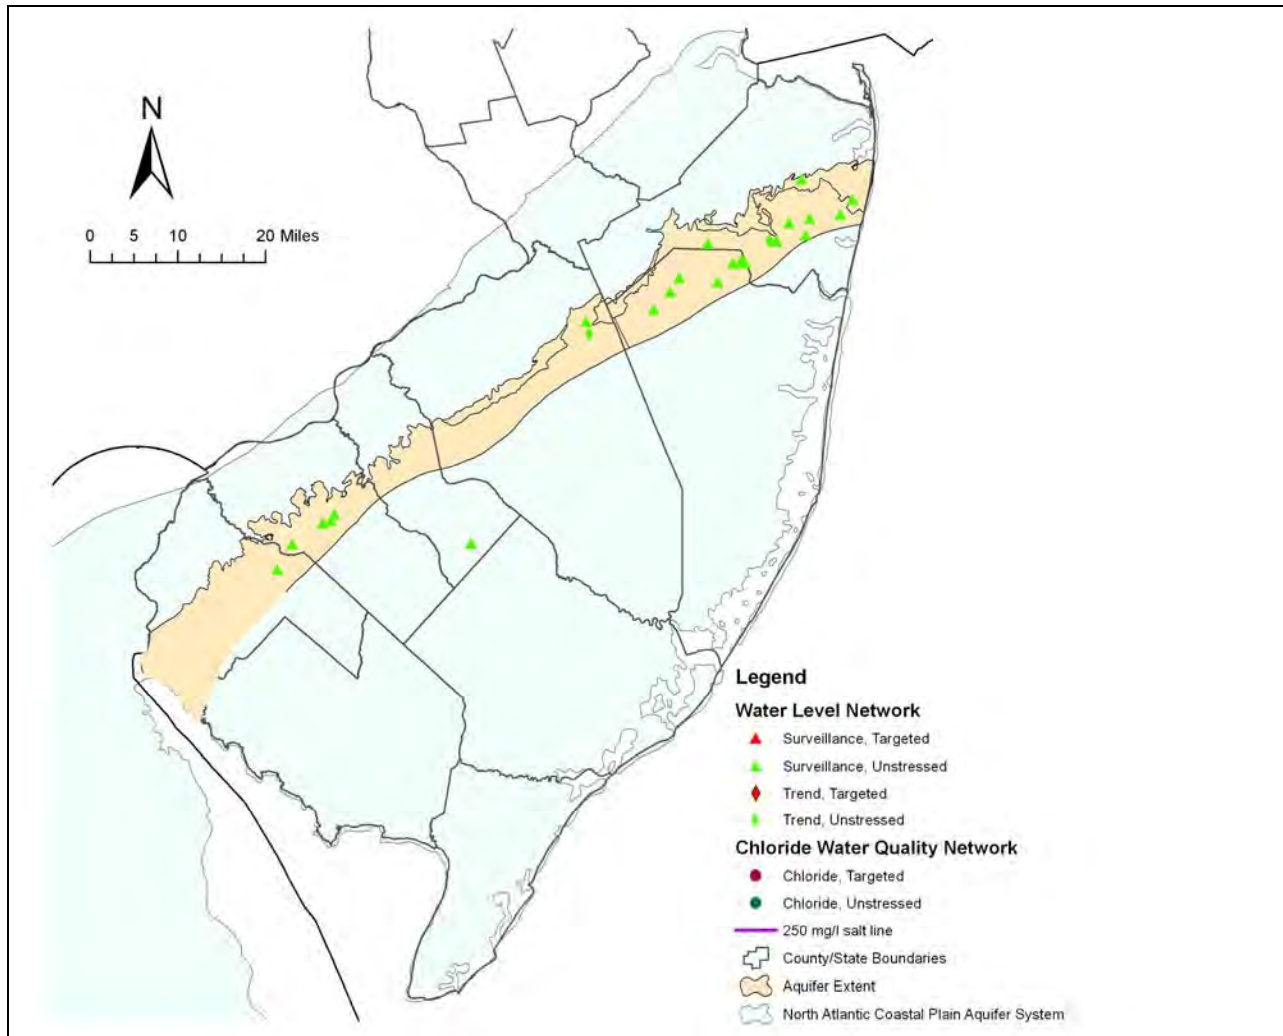 N
0 5 10 20 Miles
Legend
Water Level Network
Surveillance, Targeted
Surveillance, Unstressed
Trend, Targeted
Trend, Unstressed
Chloride Water Quality Network
Chloride, Targeted
Chloride, Unstressed
250 mg/l salt line
County/State Boundaries
Aquifer Extent
North Atlantic Coastal Plain Aquifer System